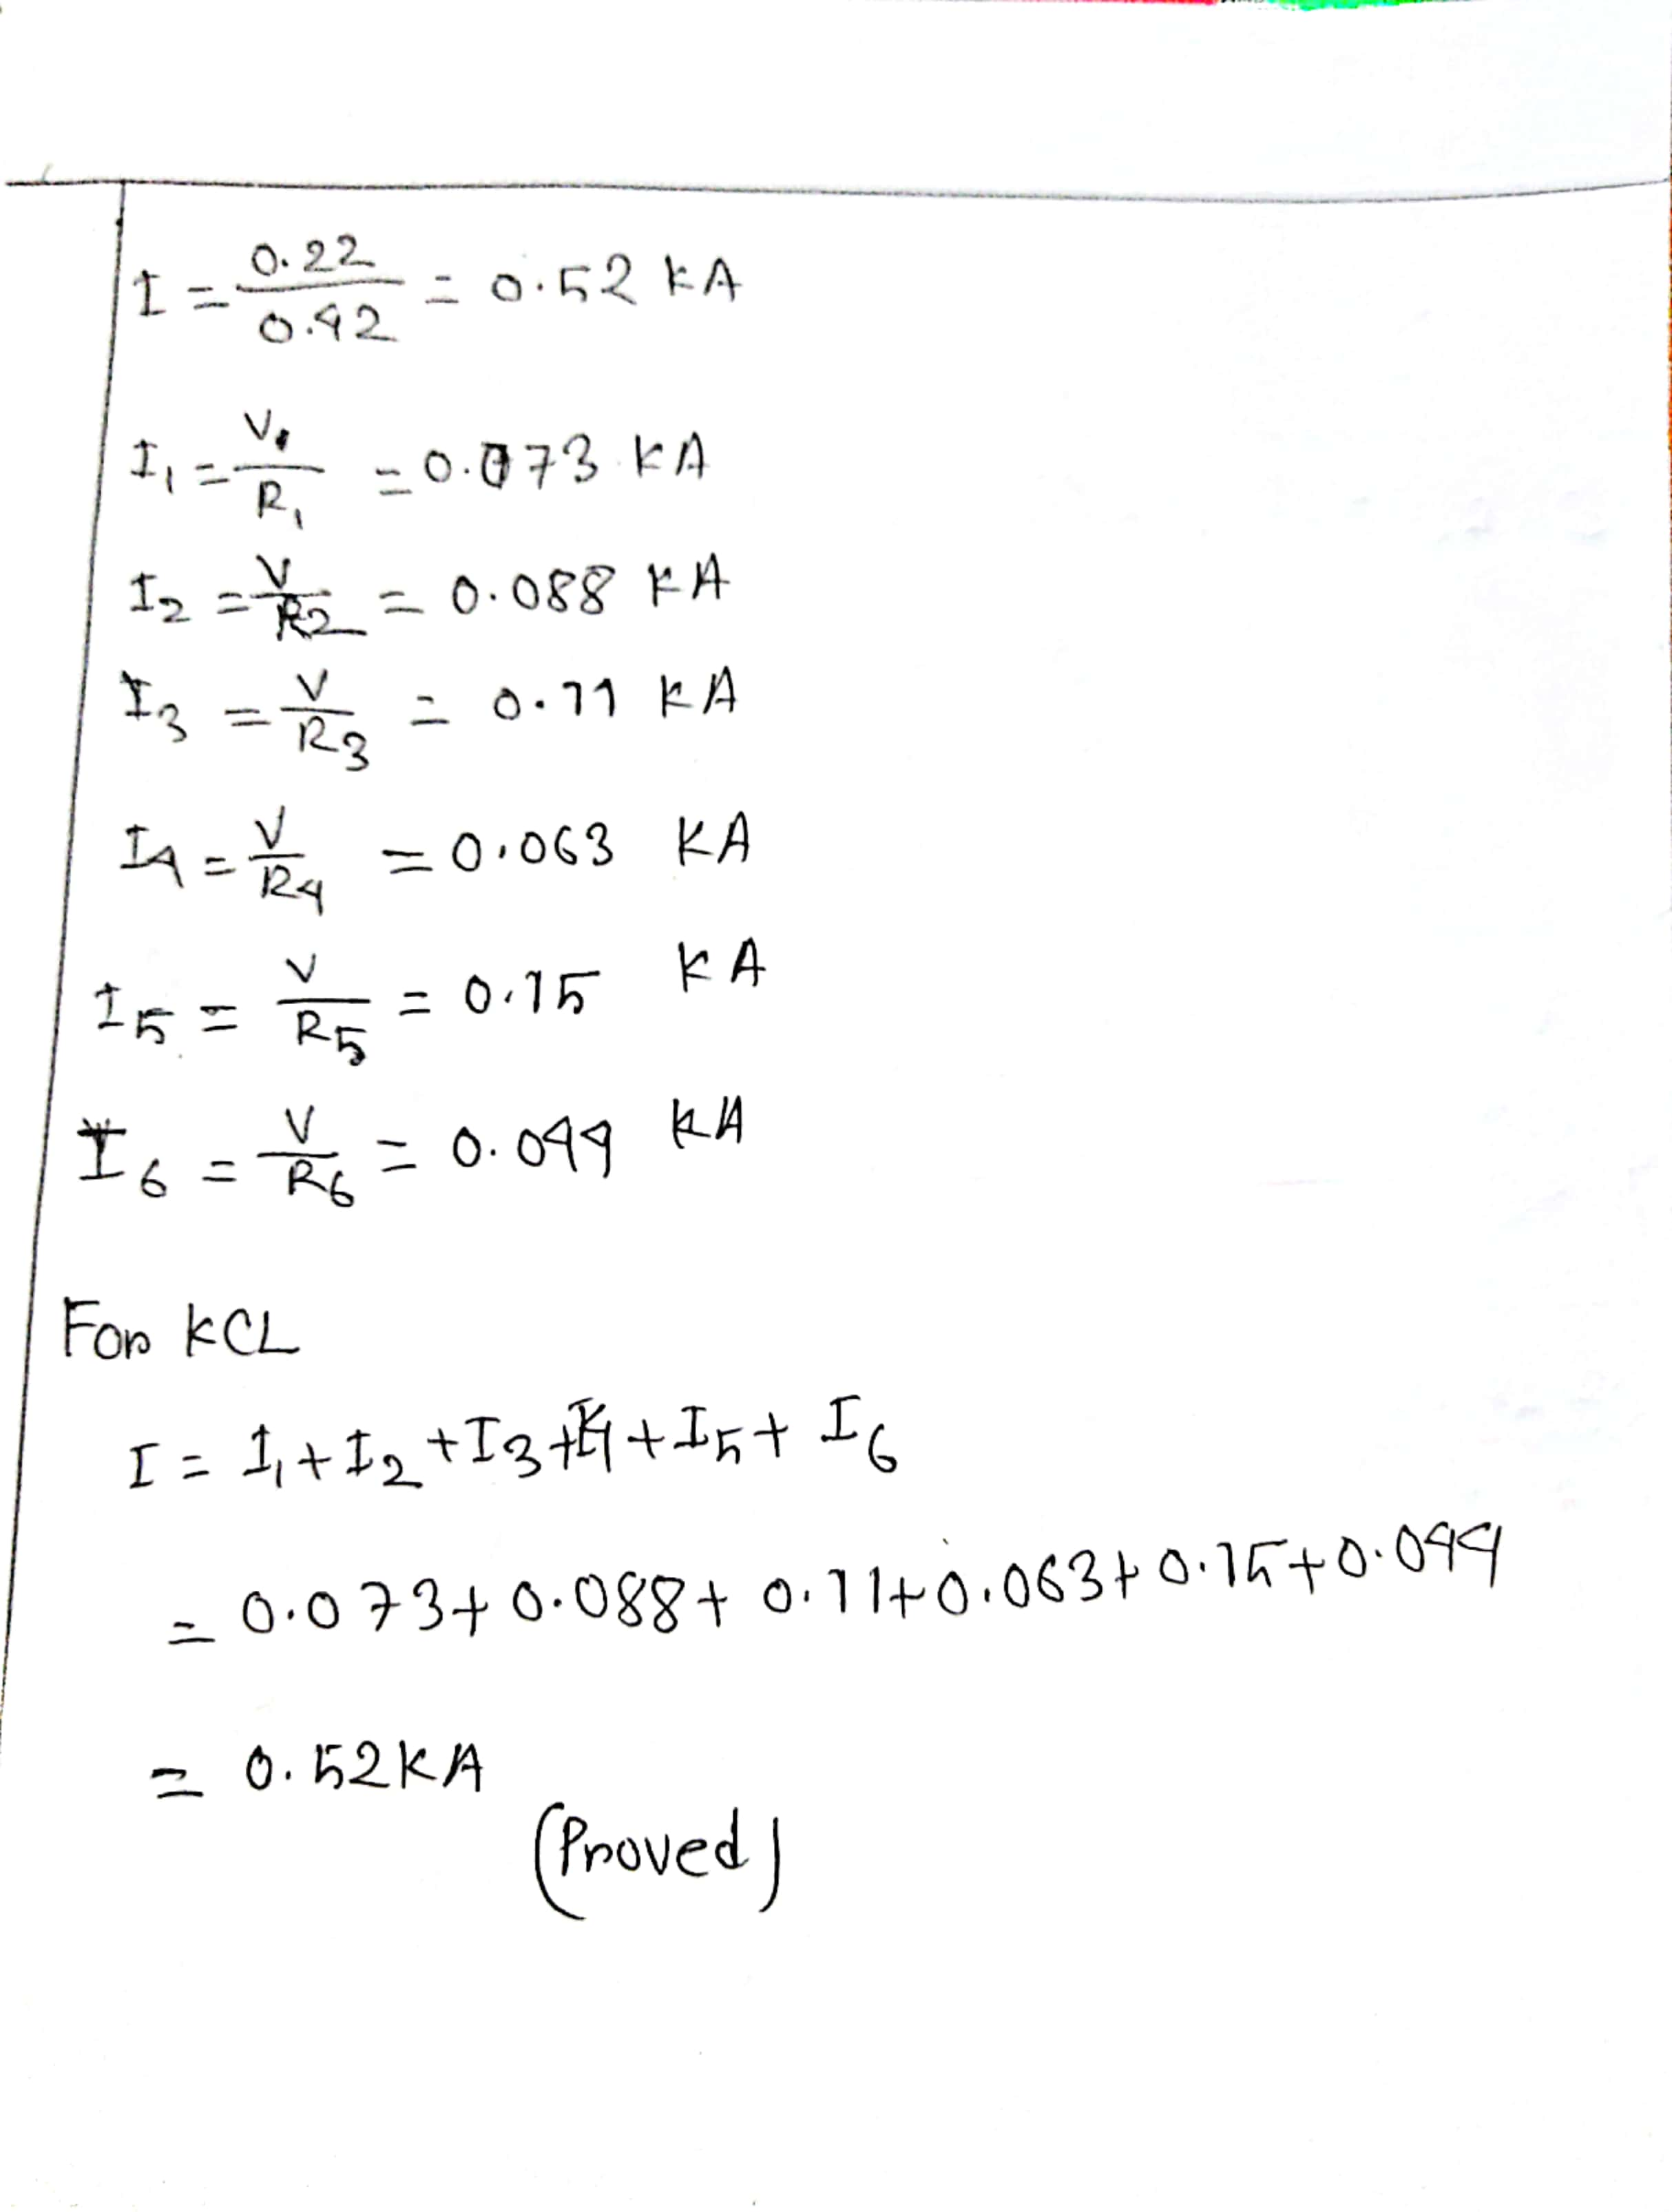 I = 0.22 / 0.42 = 0.52 KA
I₁ = V / R₁ = 0.073 KA
I₂ = V / R₂ = 0.088 KA
I₃ = V / R₃ = 0.11 KA
I₄ = V / R₄ = 0.063 KA
I₅ = V / R₅ = 0.15 KA
I₆ = V / R₆ = 0.044 KA
For KCL
I = I₁ + I₂ + I₃ + I₄ + I₅ + I₆
= 0.073 + 0.088 + 0.11 + 0.063 + 0.15 + 0.044
= 0.52 KA
(Proved)